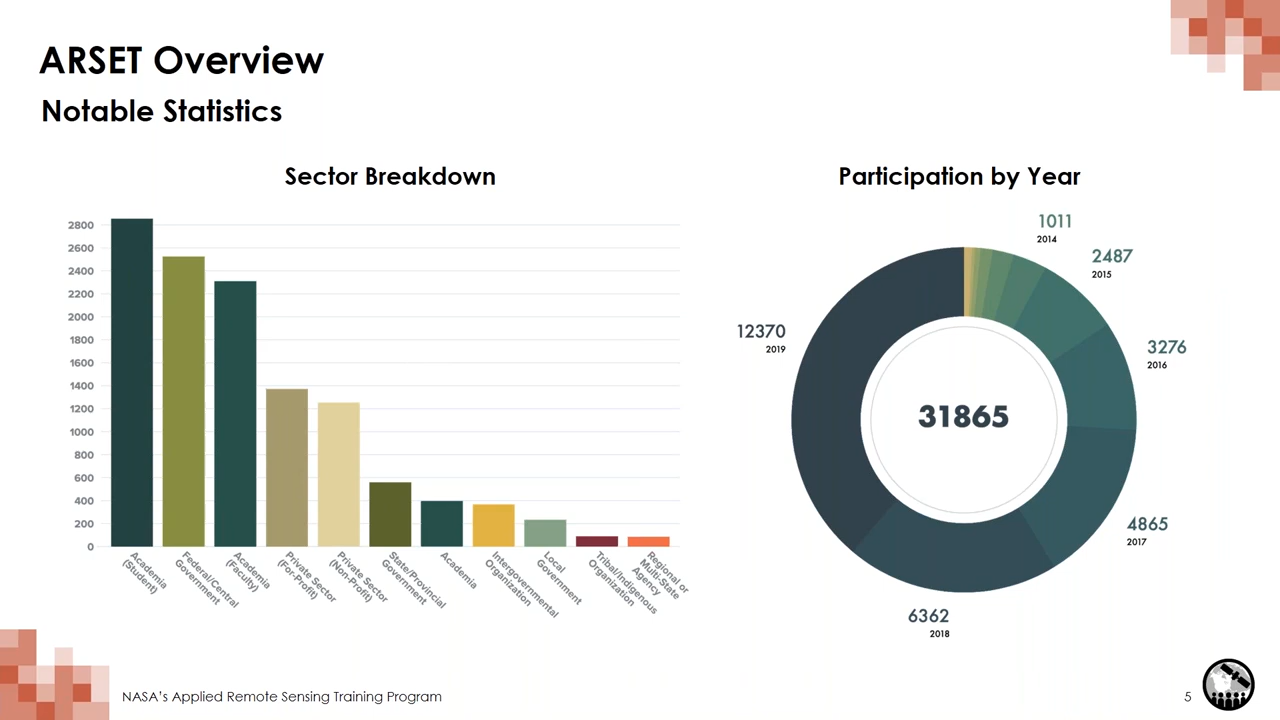 ARSET Overview
Notable Statistics
Sector Breakdown
2800
2600
2400
2200
2000
1800
1600
1400
1200
1000
800
600
400
200
0
Academia
(Student)
Federal/Central
Government
Academia
(Faculty)
Private Sector
(For-Profit)
Private Sector
(Non-Profit)
State/Provincial
Government
Academia
Intergovernmental
Organization
Local
Government
Tribal/Indigenous
Organization
Regional or
Multi-State
Agency
Participation by Year
1011
2014
2487
2015
3276
2016
4865
2017
6362
2018
12370
2019
31865
NASA's Applied Remote Sensing Training Program
5